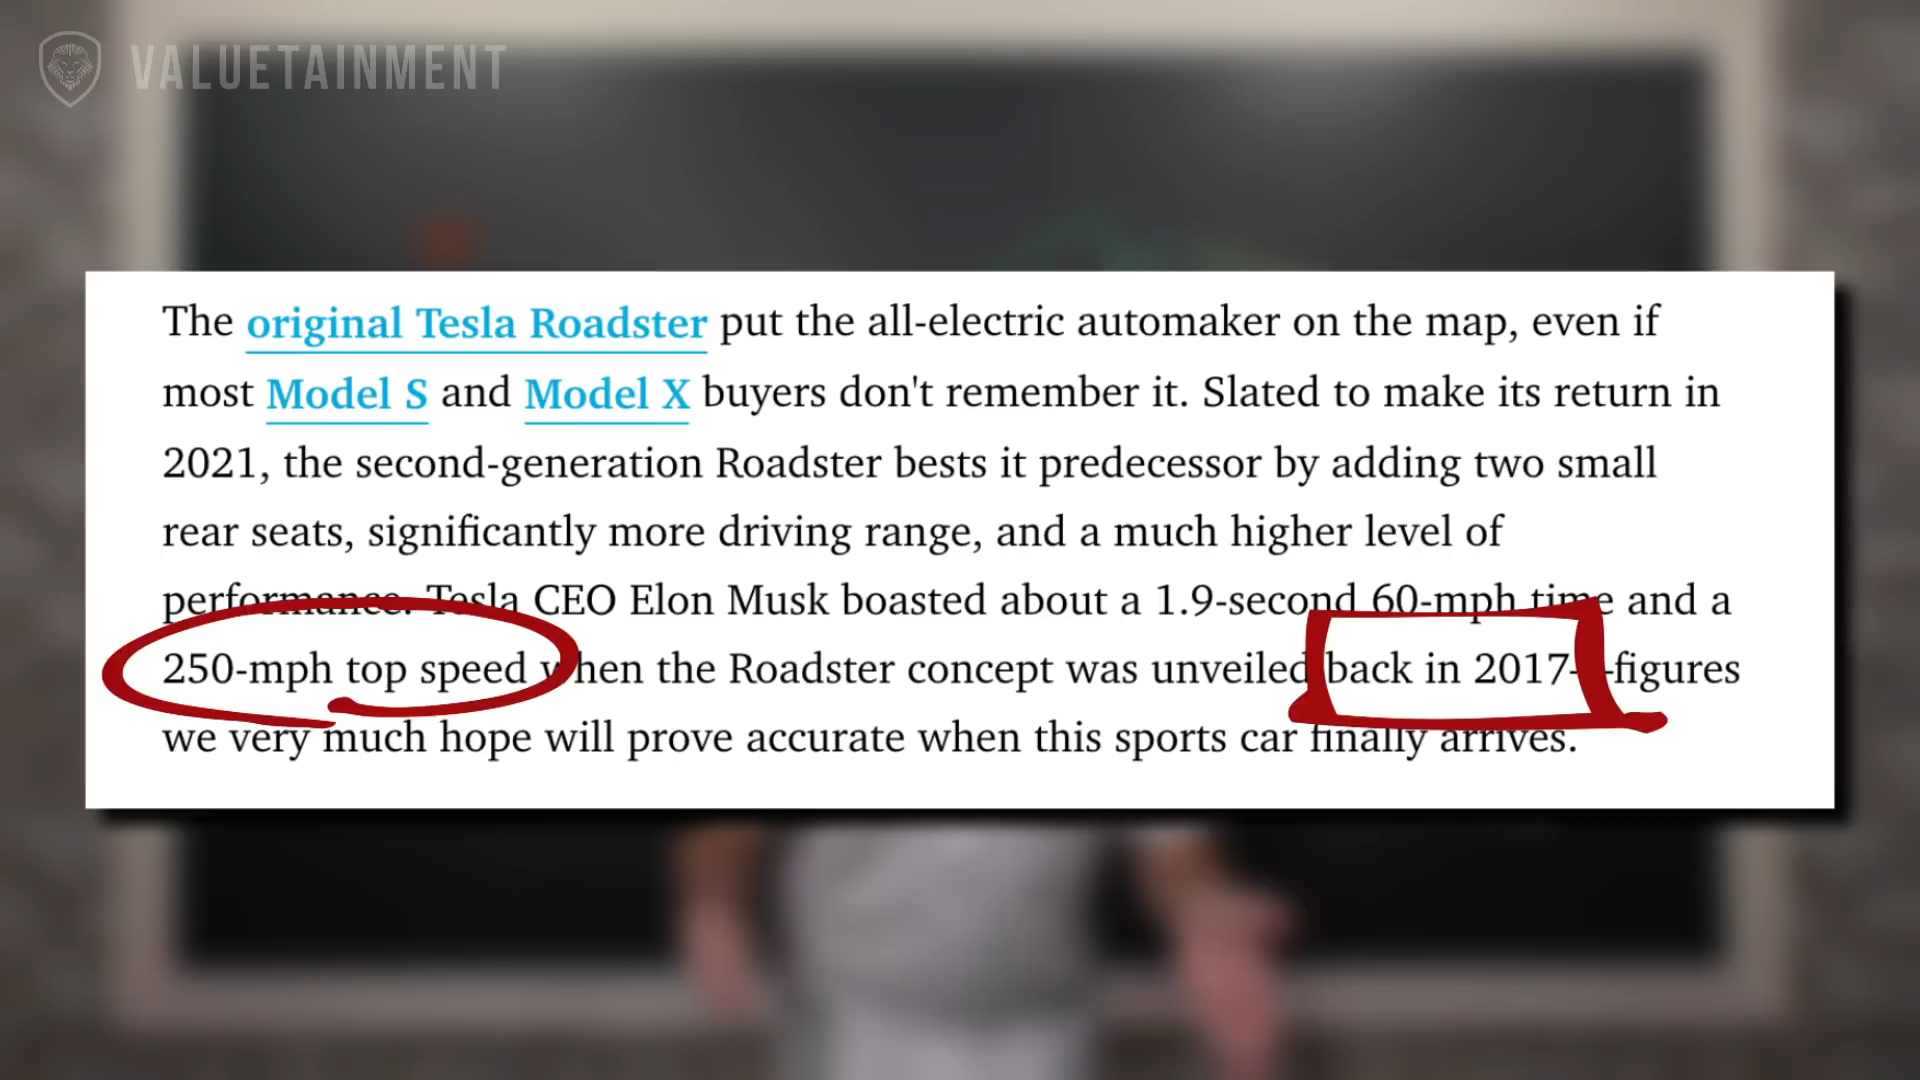 VALUETAINMENT
The original Tesla Roadster put the all-electric automaker on the map, even if
most Model S and Model X buyers don't remember it. Slated to make its return in
2021, the second-generation Roadster bests it predecessor by adding two small
rear seats, significantly more driving range, and a much higher level of
performance. Tesla CEO Elon Musk boasted about a 1.9-second 60-mph time and a
250-mph top speed when the Roadster concept was unveiled back in 2017--figures
we very much hope will prove accurate when this sports car finally arrives.